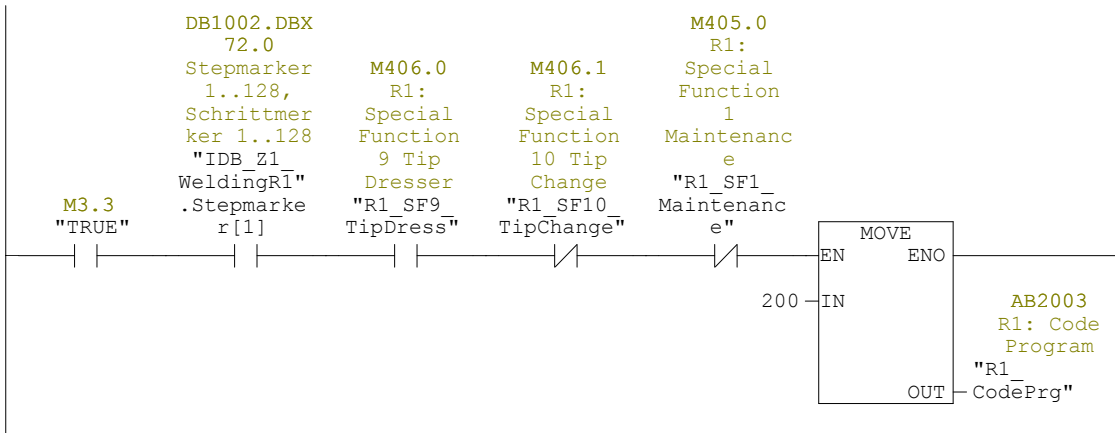 DB1002.DBX
72.0
Stepmarker
1..128,
Schrittmer
ker 1..128
"IDB_Z1_
WeldingR1"
.Stepmarke
r[1]
M3.3
"TRUE"
M406.0
R1:
Special
Function
9 Tip
Dresser
"R1_SF9_
TipDress"
M406.1
R1:
Special
Function
10 Tip
Change
"R1_SF10_
TipChange"
M405.0
R1:
Special
Function
1
Maintenanc
e
"R1_SF1_
Maintenanc
e"
MOVE
EN ENO
200 IN
AB2003
R1: Code
Program
"R1_
OUT CodePrg"